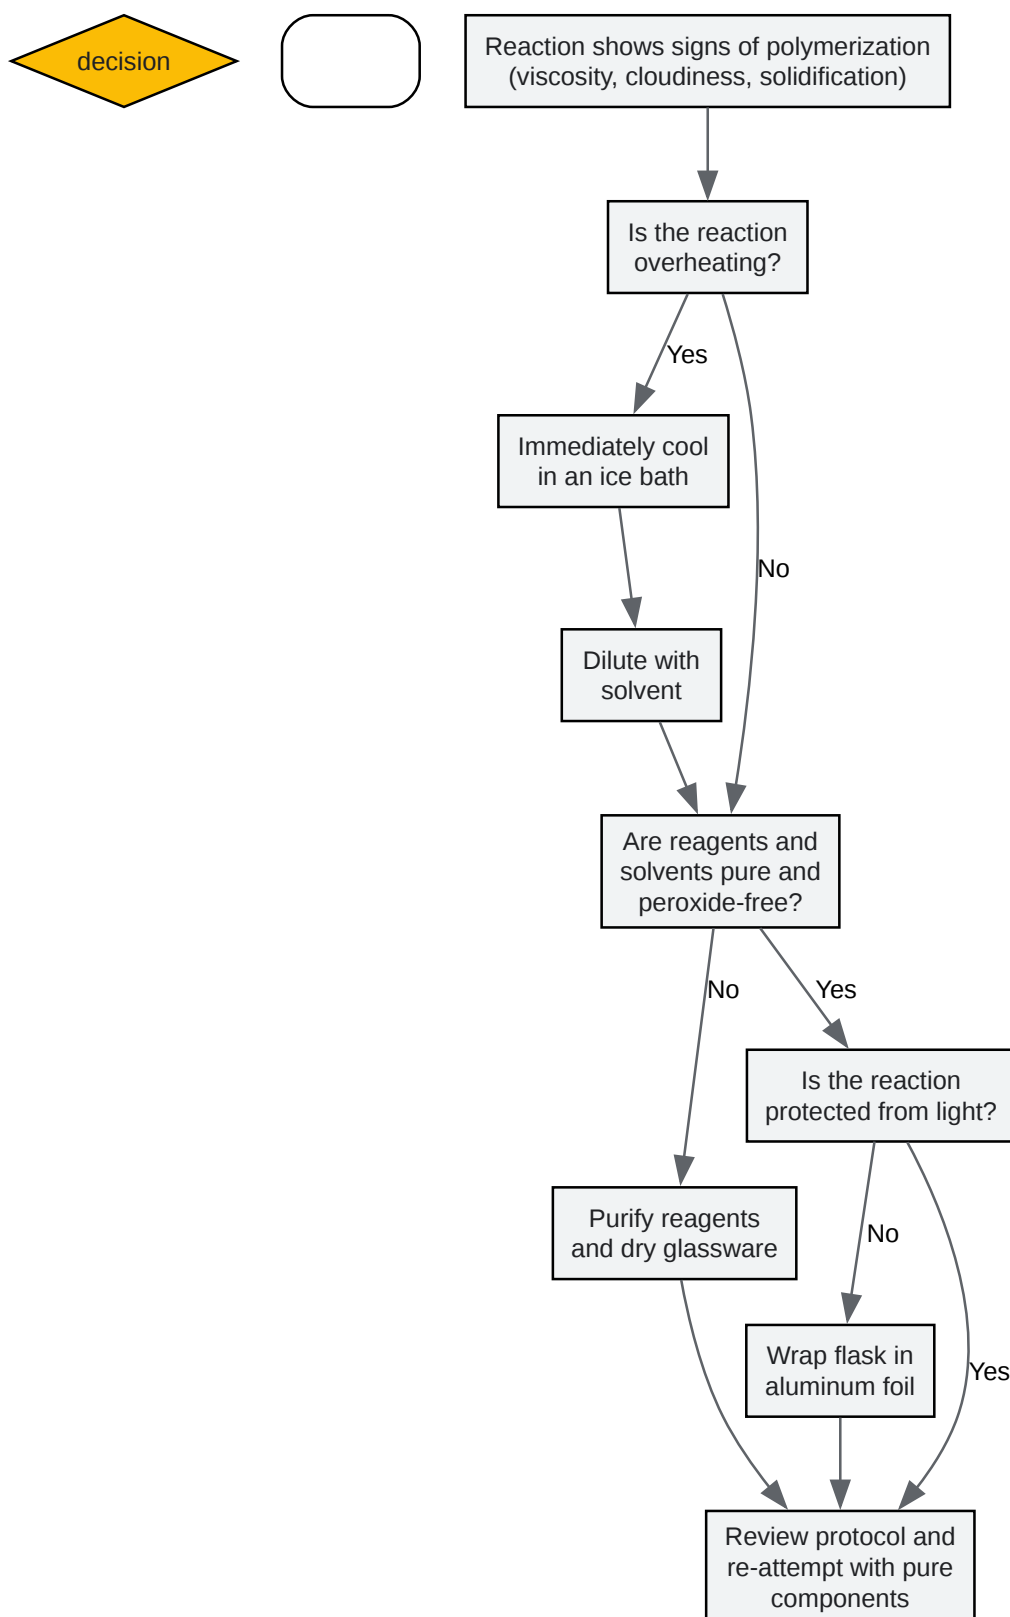 decision
Reaction shows signs of polymerization
(viscosity, cloudiness, solidification)
Is the reaction
overheating?
Yes
Immediately cool
in an ice bath
No
Dilute with
solvent
Are reagents and
solvents pure and
peroxide-free?
No
Yes
Is the reaction
protected from light?
Purify reagents
and dry glassware
No
Wrap flask in
aluminum foil
Yes
Review protocol and
re-attempt with pure
components